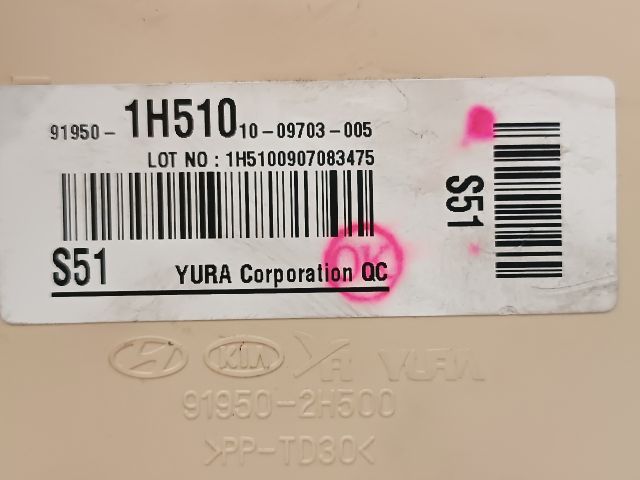 91950- 1H510 10-09703-005
LOT NO : 1H5100907083475
S51
YURA Corporation QC
OK
S51
KIA YURA
91950-2H500
>PP-TD30<